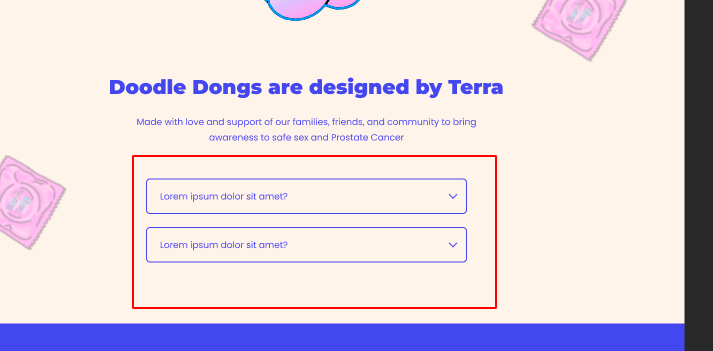 Doodle Dongs are designed by Terra
Made with love and support of our families, friends, and community to bring
awareness to safe sex and Prostate Cancer
Lorem ipsum dolor sit amet?
Lorem ipsum dolor sit amet?